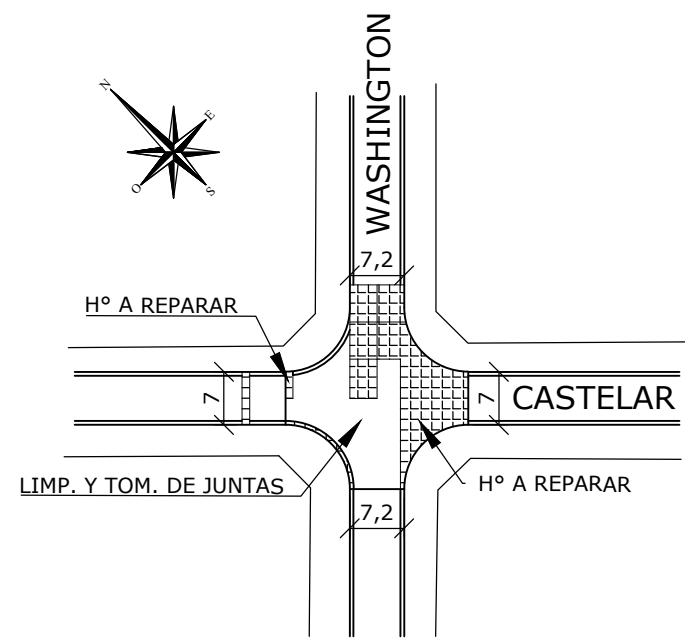 WASHINGTON
N
E
O
S
7,2
H° A REPARAR
7
7
CASTELAR
LIMP. Y TOM. DE JUNTAS
H° A REPARAR
7,2